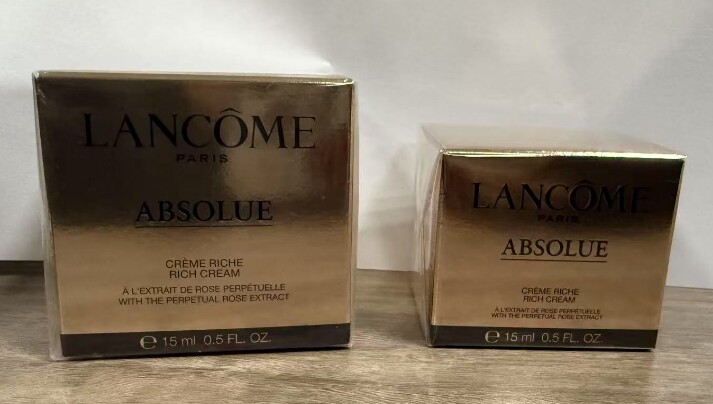 LANCÔME
PARIS
ABSOLUE
CRÈME RICHE
RICH CREAM
À L'EXTRAIT DE ROSE PERPÉTUELLE
WITH THE PERPETUAL ROSE EXTRACT
℮ 15 ml 0.5 FL. OZ.
LANCÔME
PARIS
ABSOLUE
CRÈME RICHE
RICH CREAM
À L'EXTRAIT DE ROSE PERPÉTUELLE
WITH THE PERPETUAL ROSE EXTRACT
℮ 15 ml 0.5 FL. OZ.